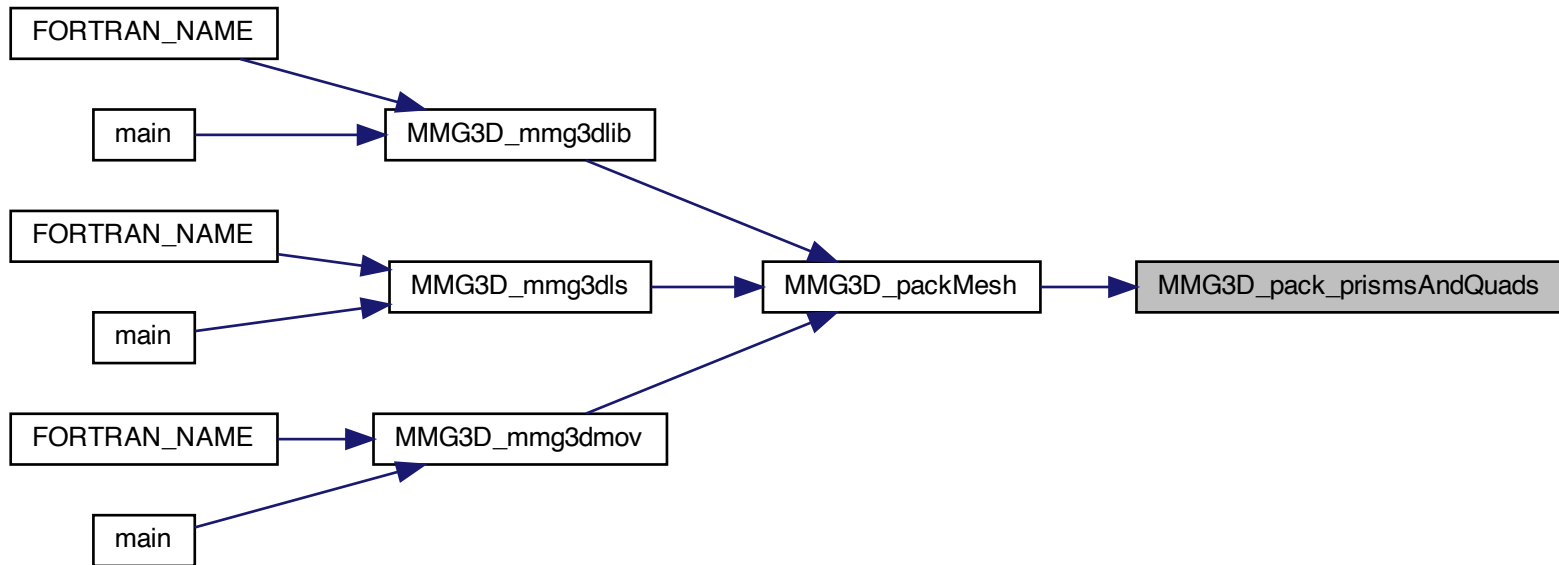 FORTRAN_NAME
main
MMG3D_mmg3dlib
FORTRAN_NAME
main
MMG3D_mmg3dls
MMG3D_packMesh
MMG3D_pack_prismsAndQuads
FORTRAN_NAME
main
MMG3D_mmg3dmov